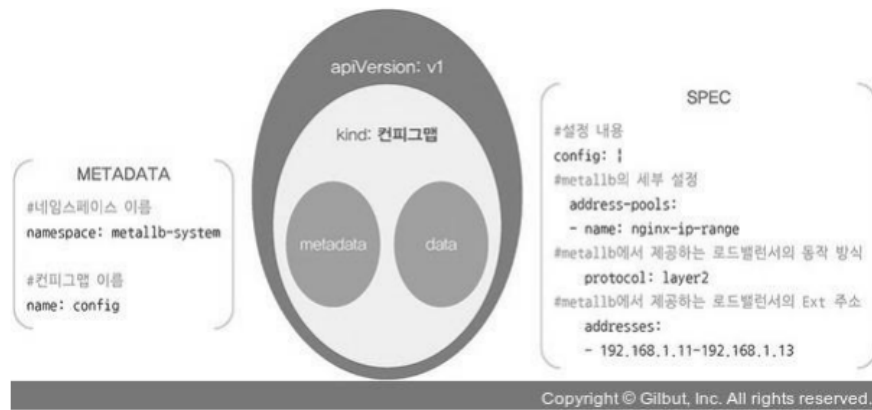 METADATA
#네임스페이스 이름
namespace: metallb-system
#컨피그맵 이름
name: config
apiVersion: v1
kind: 컨피그맵
metadata
data
SPEC
#설정 내용
config: |
#metallb의 세부 설정
address-pools:
- name: nginx-ip-range
#metallb에서 제공하는 로드밸런서의 동작 방식
protocol: layer2
#metallb에서 제공하는 로드밸런서의 Ext 주소
addresses:
- 192.168.1.11-192.168.1.13
Copyright © Gilbut, Inc. All rights reserved.